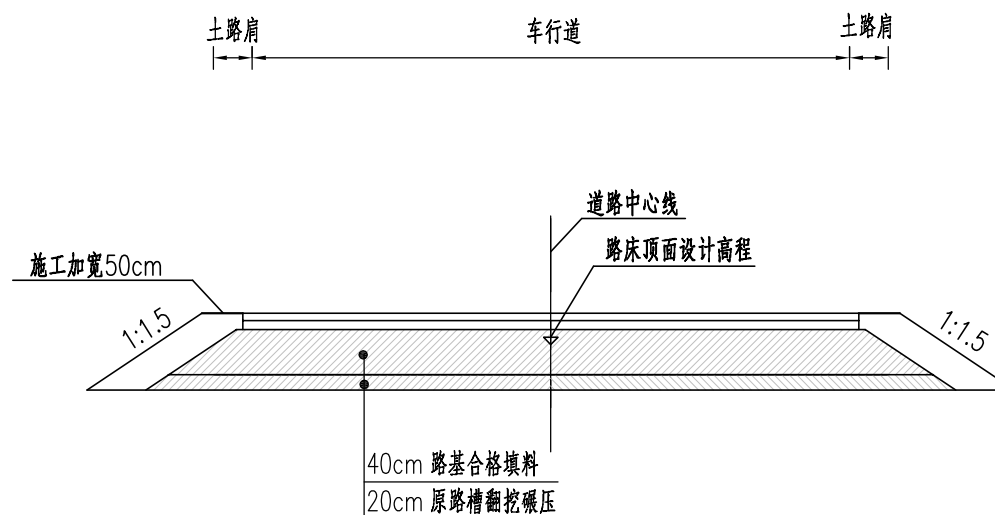 土路肩
车行道
土路肩
道路中心线
路床顶面设计高程
施工加宽50cm
1:1.5
1:1.5
40cm 路基合格填料
20cm 原路槽翻挖碾压